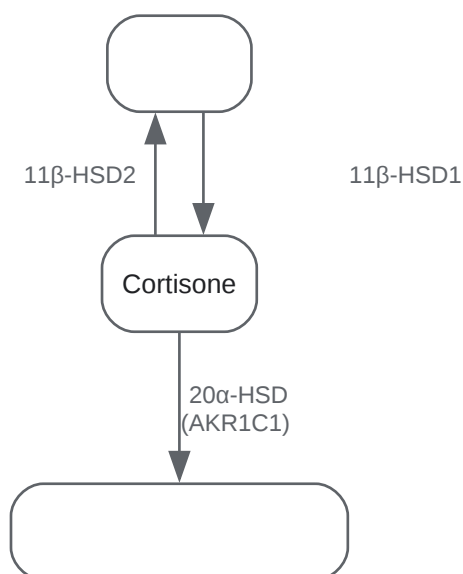 11β-HSD2
11β-HSD1
Cortisone
20α-HSD
(AKR1C1)